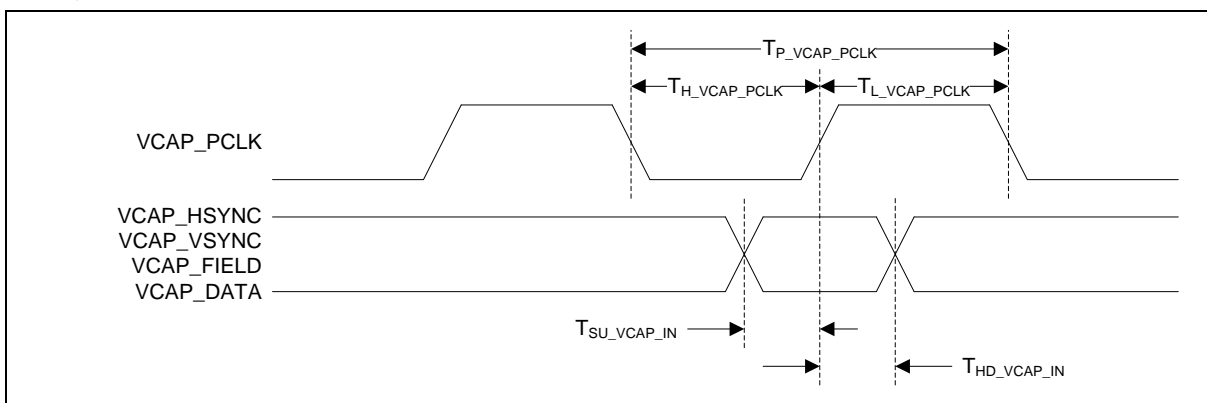 T_P_VCAP_PCLK
T_H_VCAP_PCLK
T_L_VCAP_PCLK
VCAP_PCLK
VCAP_HSYNC
VCAP_VSYNC
VCAP_FIELD
VCAP_DATA
T_SU_VCAP_IN
T_HD_VCAP_IN